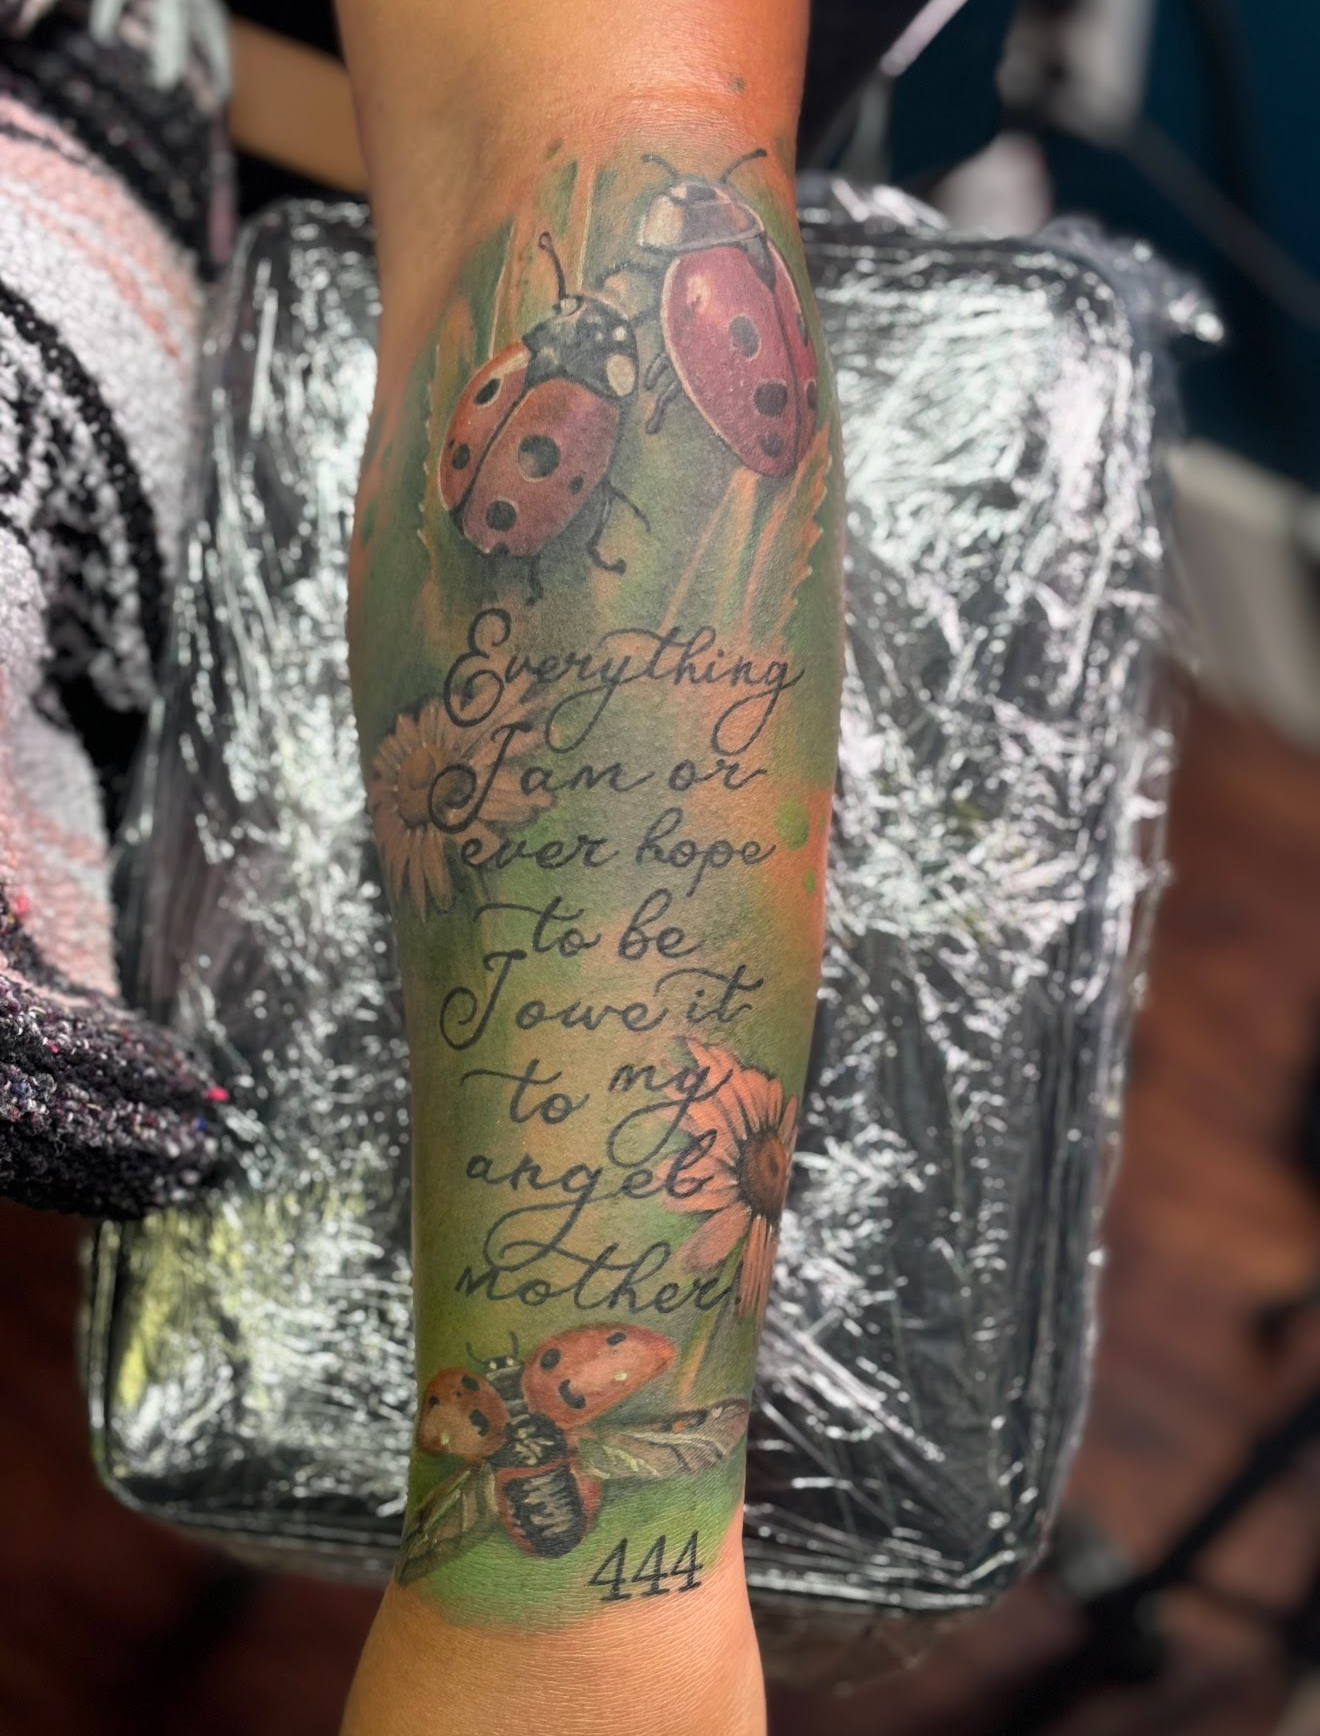 Everything
I am or
ever hope
to be
I owe it
to my
angel
mother!
444